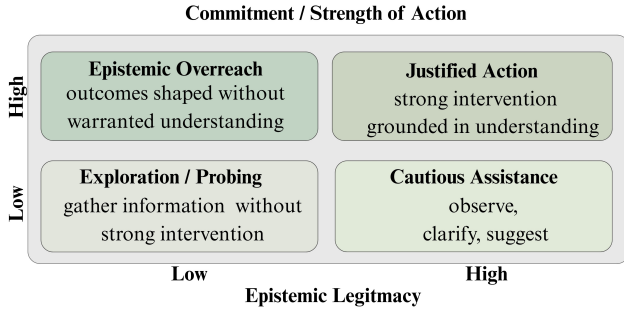 Commitment / Strength of Action
High
Epistemic Overreach
outcomes shaped without
warranted understanding
Justified Action
strong intervention
grounded in understanding
Low
Exploration / Probing
gather information without
strong intervention
Cautious Assistance
observe,
clarify, suggest
Low
High
Epistemic Legitmacy